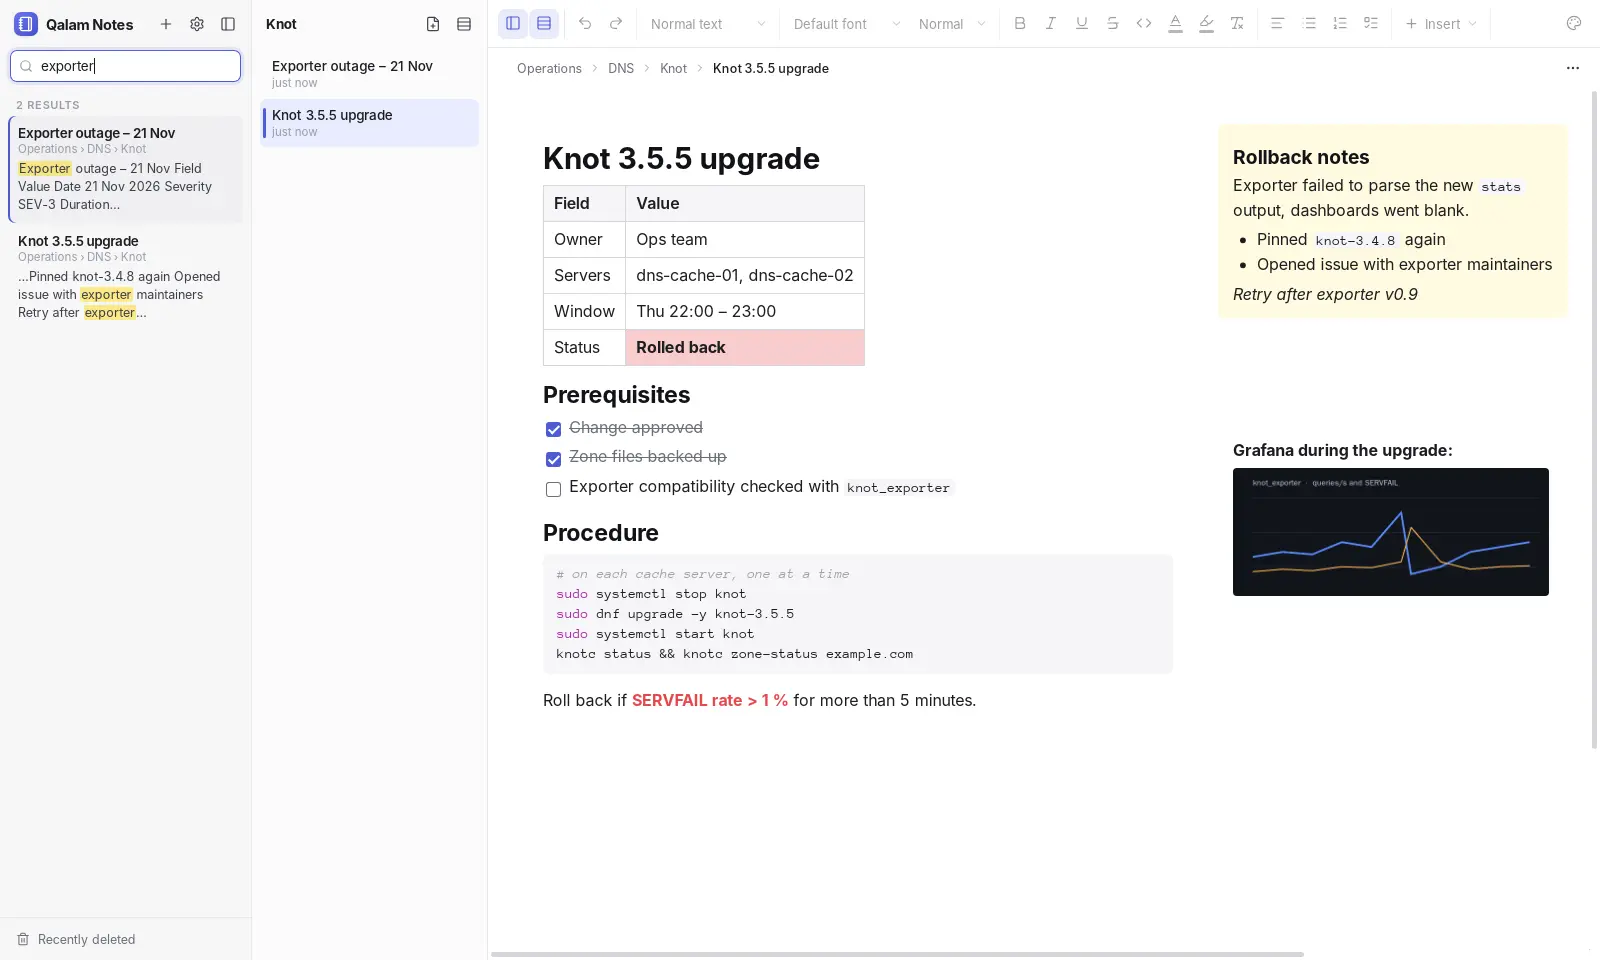 Qalam Notes
exporter
2 RESULTS
Exporter outage – 21 Nov
Operations › DNS › Knot
Exporter outage – 21 Nov Field
Value Date 21 Nov 2026 Severity
SEV-3 Duration...
Knot 3.5.5 upgrade
Operations › DNS › Knot
...Pinned knot-3.4.8 again Opened
issue with exporter maintainers
Retry after exporter...
Recently deleted
Knot
Exporter outage – 21 Nov
just now
Knot 3.5.5 upgrade
just now
Normal text
Default font
Normal
Insert
Operations > DNS > Knot > Knot 3.5.5 upgrade
Knot 3.5.5 upgrade
Field Value
Owner Ops team
Servers dns-cache-01, dns-cache-02
Window Thu 22:00 – 23:00
Status Rolled back
Prerequisites
Change approved
Zone files backed up
Exporter compatibility checked with knot_exporter
Procedure
# on each cache server, one at a time
sudo systemctl stop knot
sudo dnf upgrade -y knot-3.5.5
sudo systemctl start knot
knotc status && knotc zone-status example.com
Roll back if SERVFAIL rate > 1 % for more than 5 minutes.
Rollback notes
Exporter failed to parse the new stats
output, dashboards went blank.
• Pinned knot-3.4.8 again
• Opened issue with exporter maintainers
Retry after exporter v0.9
Grafana during the upgrade:
knot_exporter · queries/s and SERVFAIL